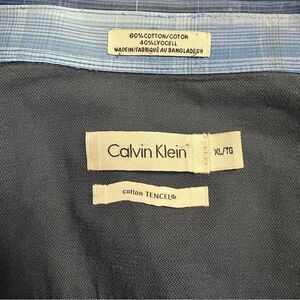 60% COTTON/COTON
40% LYOCELL
MADE IN/FABRIQUÉ AU BANGLADESH
Calvin Klein
XL/TG
cotton TENCEL®